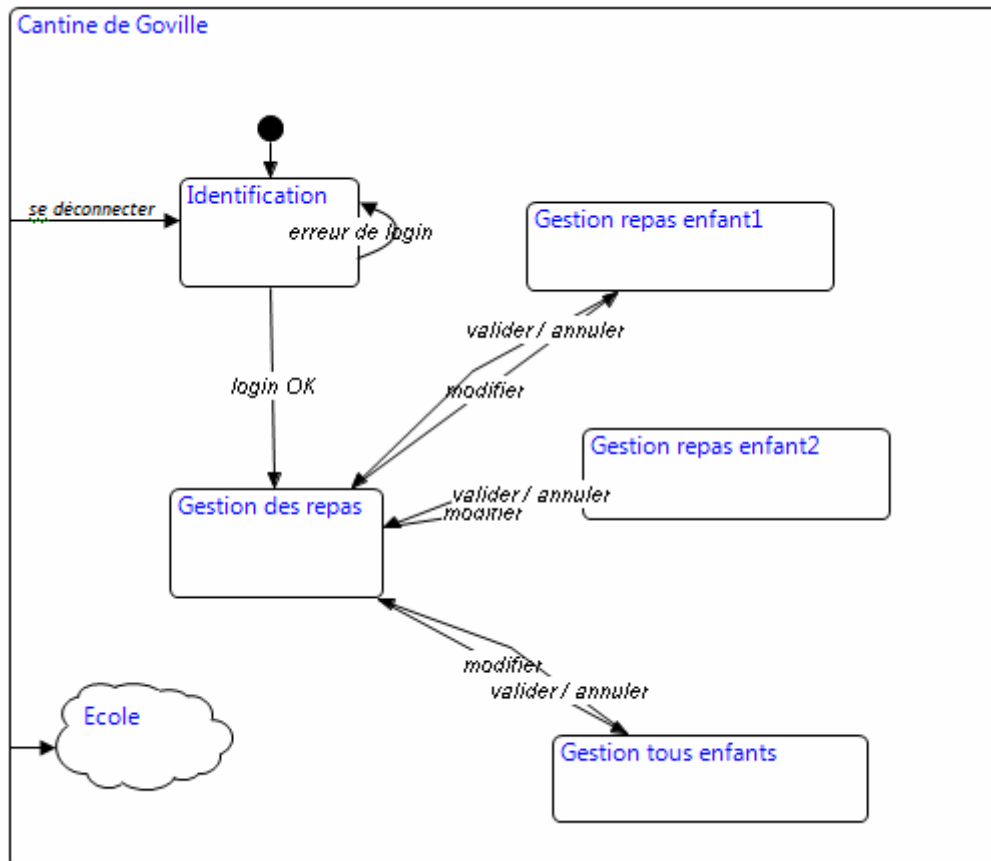 Cantine de Goville
Identification
se déconnecter
erreur de login
Gestion repas enfant1
valider / annuler
modifier
login OK
Gestion repas enfant2
Gestion des repas
valider / annuler
modifier
modifier
valider / annuler
Ecole
Gestion tous enfants